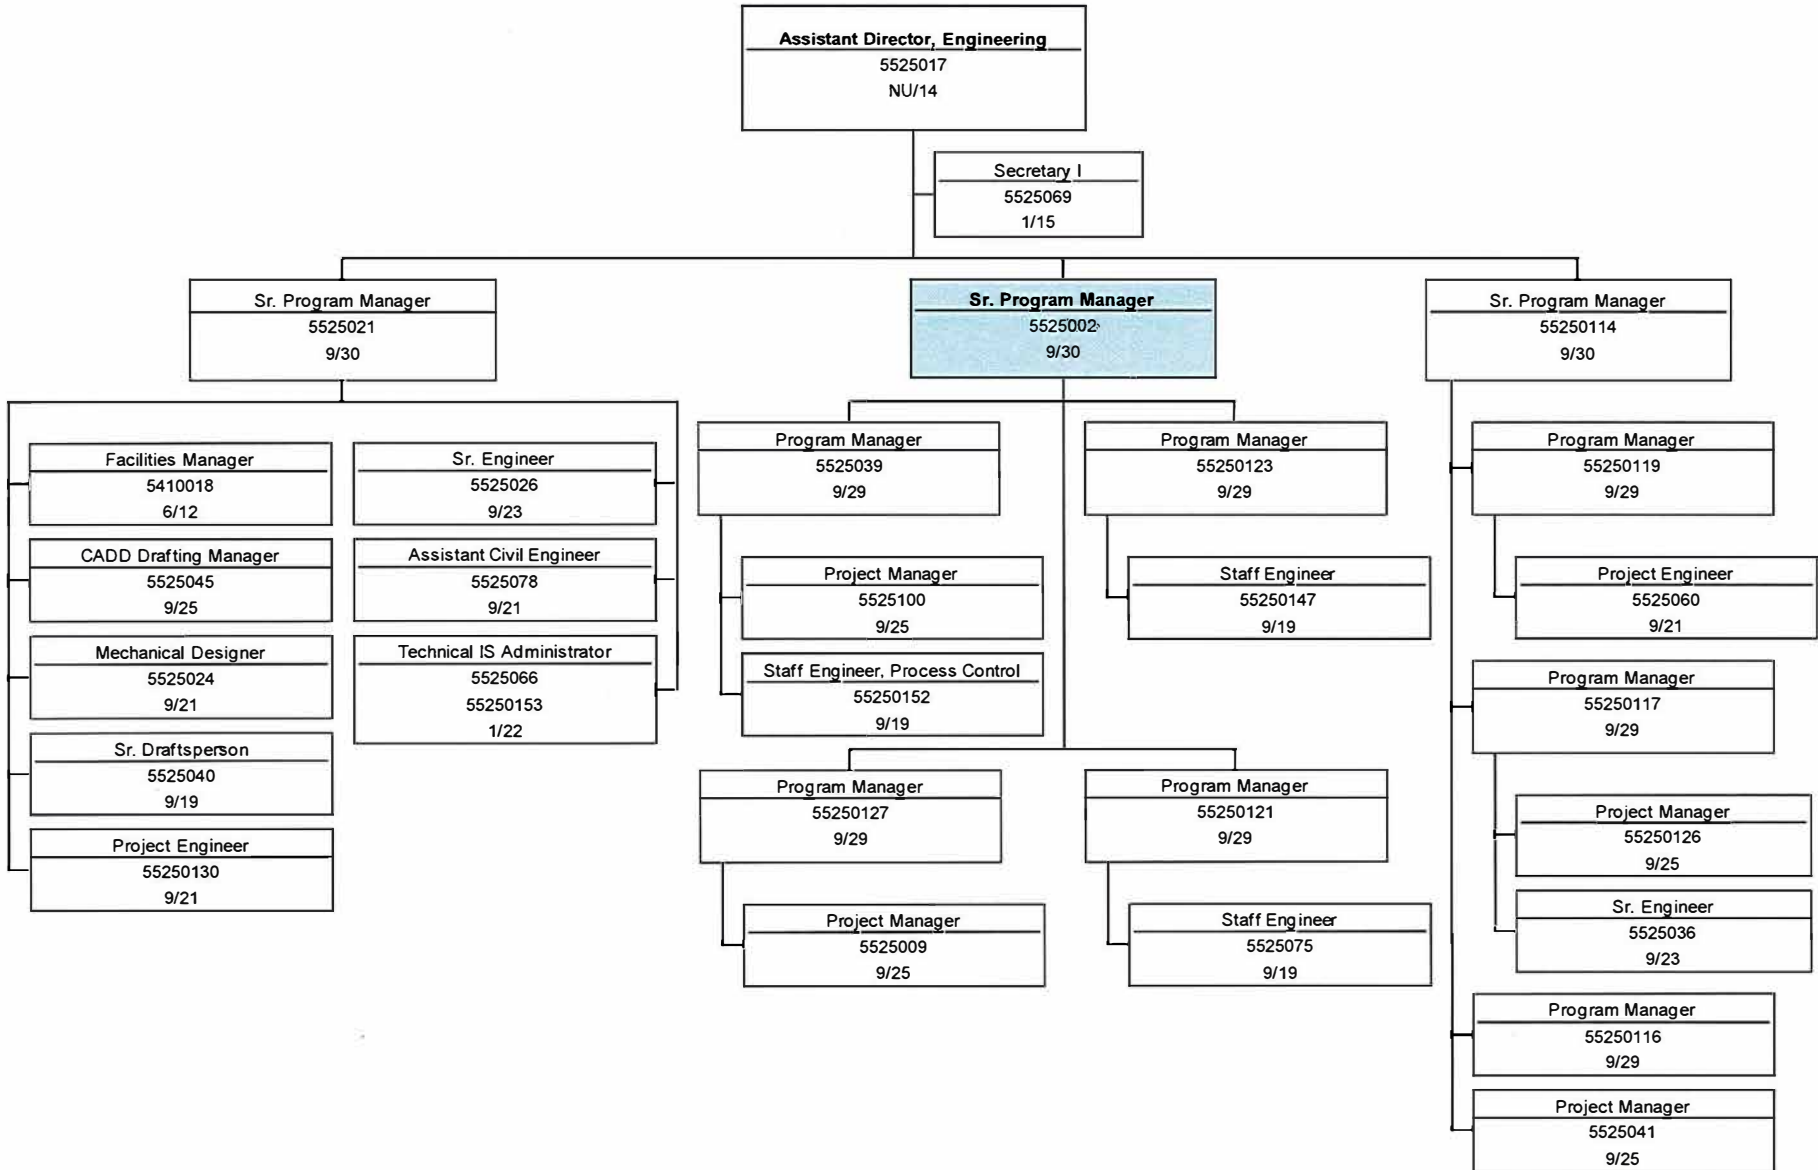 Assistant Director, Engineering
5525017
NU/14
Secretary I
5525069
1/15
Sr. Program Manager
5525021
9/30
Facilities Manager
5410018
6/12
CADD Drafting Manager
5525045
9/25
Mechanical Designer
5525024
9/21
Sr. Draftsperson
5525040
9/19
Project Engineer
55250130
9/21
Sr. Engineer
5525026
9/23
Assistant Civil Engineer
5525078
9/21
Technical IS Administrator
5525066
55250153
1/22
Sr. Program Manager
5525002
9/30
Program Manager
5525039
9/29
Project Manager
5525100
9/25
Staff Engineer, Process Control
55250152
9/19
Program Manager
55250123
9/29
Staff Engineer
55250147
9/19
Program Manager
55250127
9/29
Project Manager
5525009
9/25
Program Manager
55250121
9/29
Staff Engineer
5525075
9/19
Sr. Program Manager
55250114
9/30
Program Manager
55250119
9/29
Project Engineer
5525060
9/21
Program Manager
55250117
9/29
Project Manager
55250126
9/25
Sr. Engineer
5525036
9/23
Program Manager
55250116
9/29
Project Manager
5525041
9/25